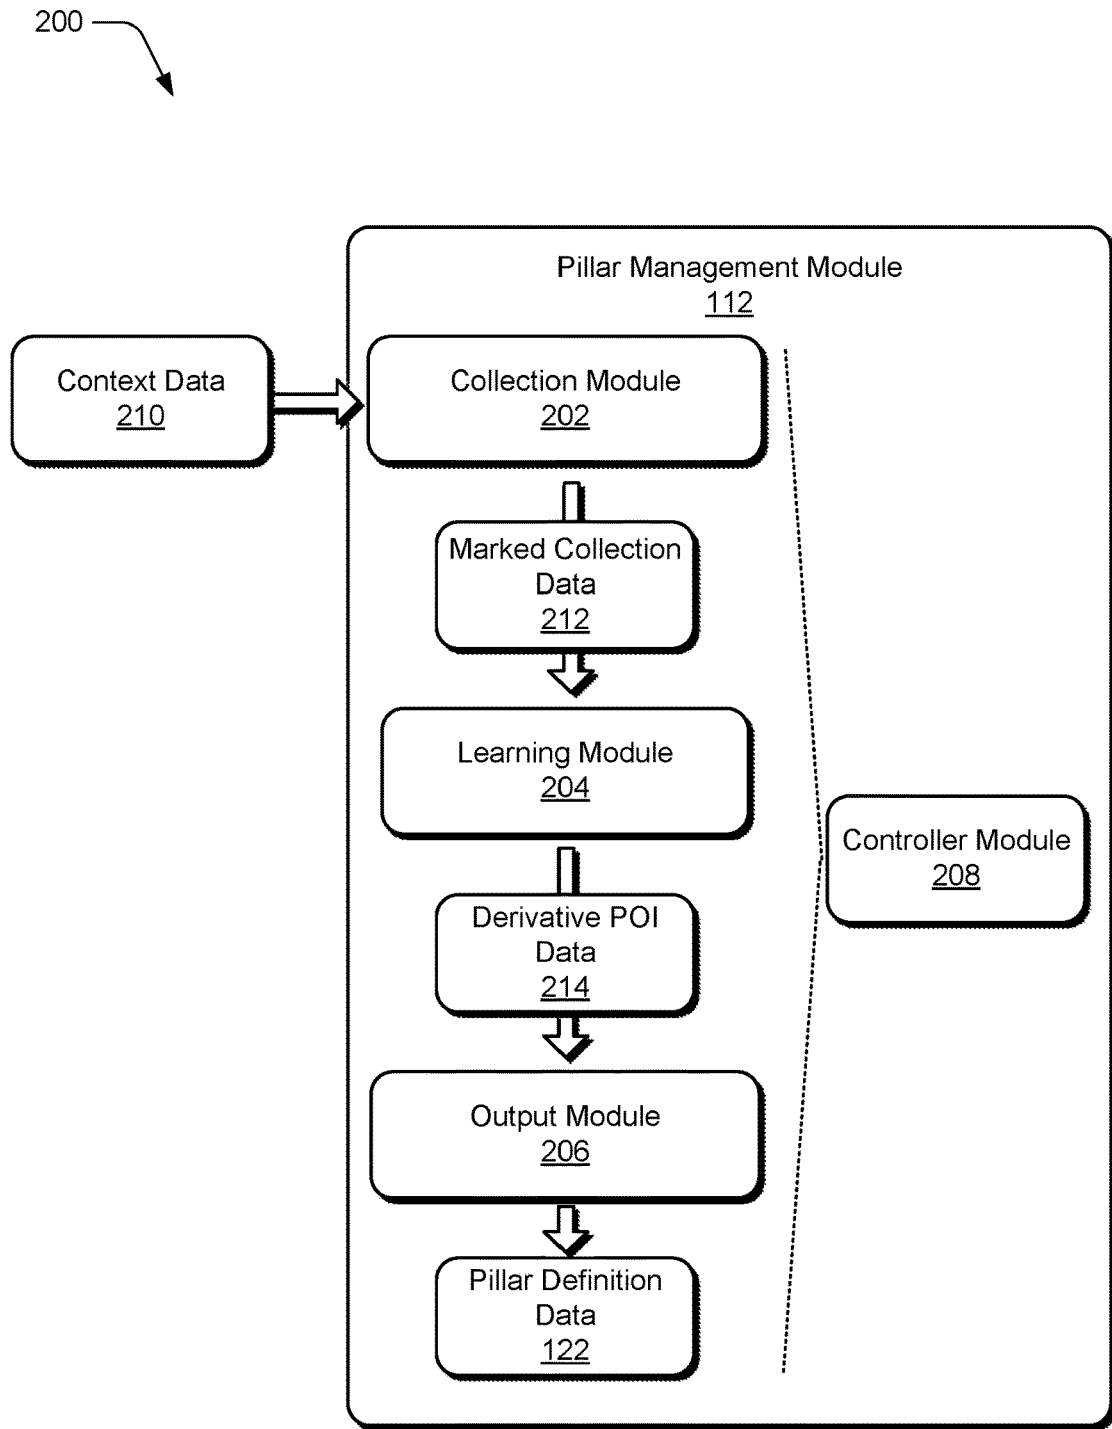 200
Pillar Management Module
112
Context Data
210
Collection Module
202
Marked Collection
Data
212
Learning Module
204
Controller Module
208
Derivative POI
Data
214
Output Module
206
Pillar Definition
Data
122